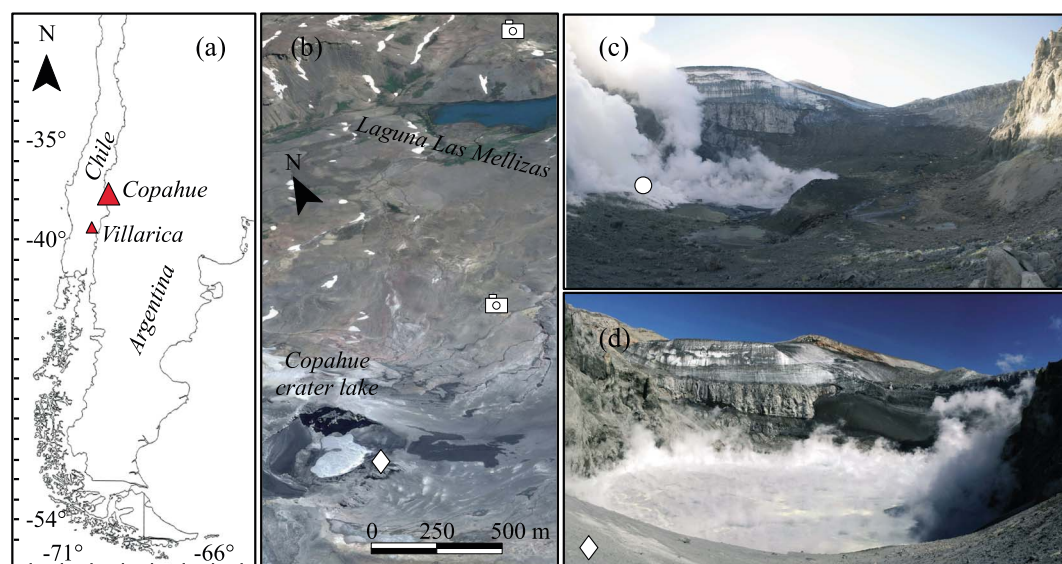 (a)
N
-35°
Chile
Copahue
-40°
Villarica
Argentina
-54°
-71°
-66°
(b)
Laguna Las Mellizas
N
Copahue
crater lake
0 250 500 m
(c)
(d)